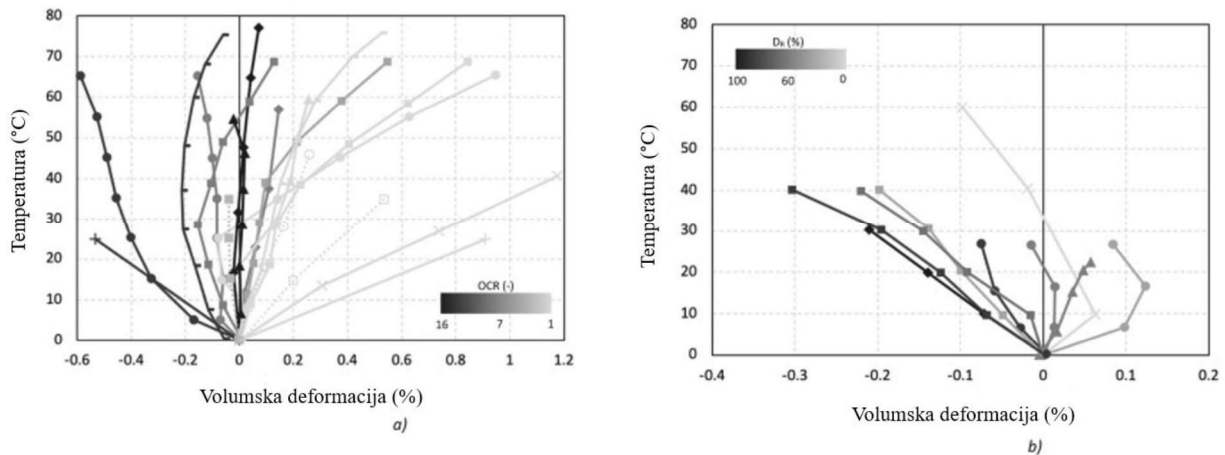 80
70
60
50
40
30
20
10
0
Temperatura (°C)
OCR (-)
16 7 1
-0.6 -0.4 -0.2 0 0.2 0.4 0.6 0.8 1 1.2
Volumska deformacija (%)
a)
80
70
60
50
40
30
20
10
0
Temperatura (°C)
DR (%)
100 60 0
-0.4 -0.3 -0.2 -0.1 0 0.1 0.2
Volumska deformacija (%)
b)